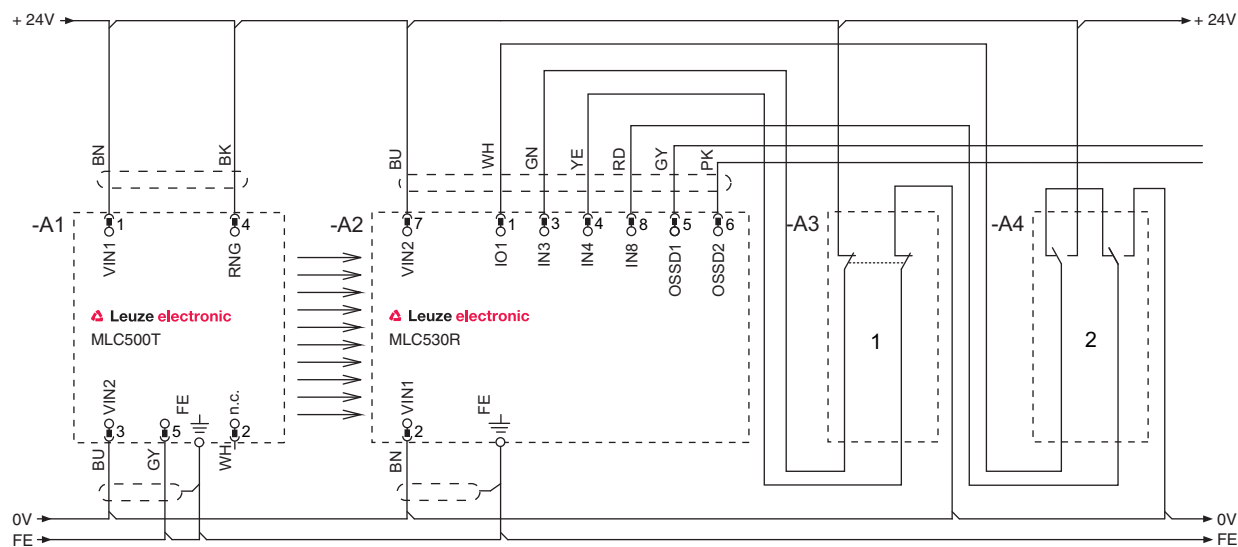 + 24V
+ 24V
BN
BK
BU
WH
GN
YE
RD
GY
PK
-A1
1
4
-A2
7
1
3
4
8
5
6
-A3
-A4
VIN1
RNG
VIN2
IO1
IN3
IN4
IN8
OSSD1
OSSD2
Leuze electronic
MLC500T
Leuze electronic
MLC530R
1
2
VIN2
FE
n.c.
VIN1
FE
3
5
2
2
BU
GY
WH
BN
0V
0V
FE
FE